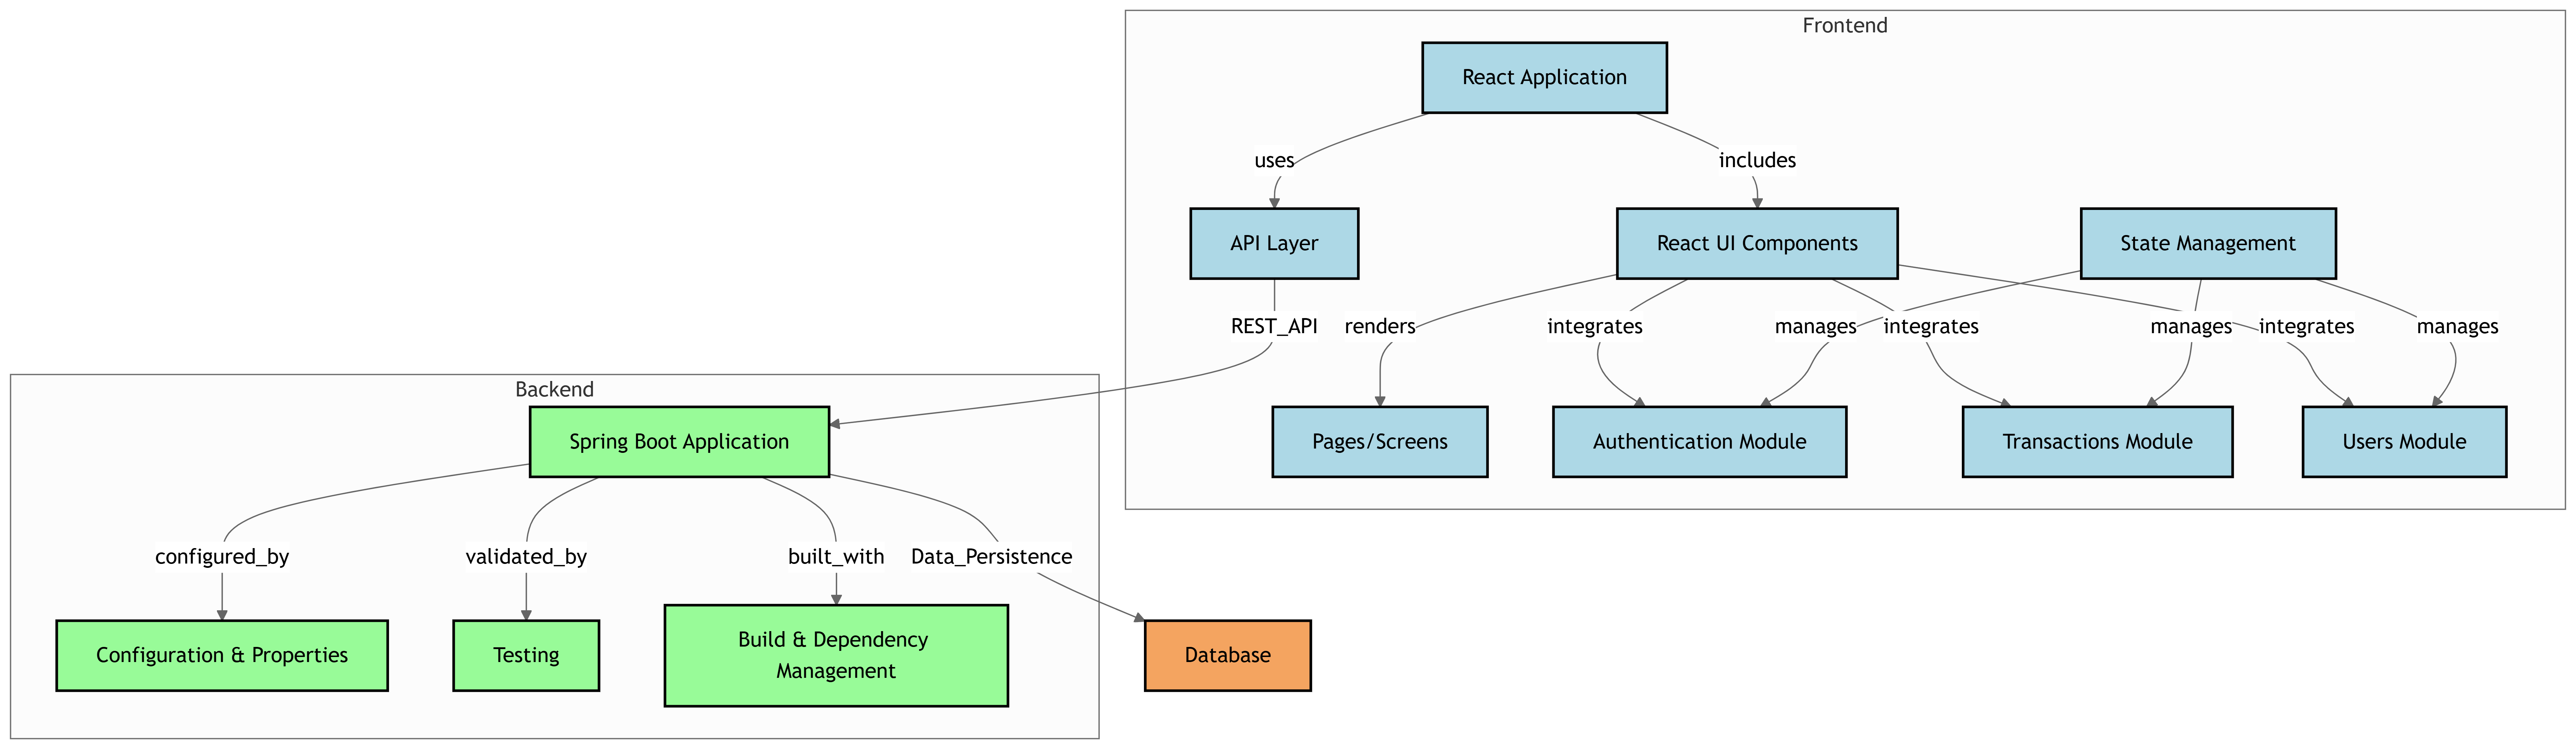 Frontend
React Application
uses
includes
API Layer
React UI Components
State Management
REST_API
renders
integrates
manages
integrates
manages
integrates
manages
Backend
Spring Boot Application
Pages/Screens
Authentication Module
Transactions Module
Users Module
configured_by
validated_by
built_with
Data_Persistence
Configuration & Properties
Testing
Build & Dependency
Management
Database